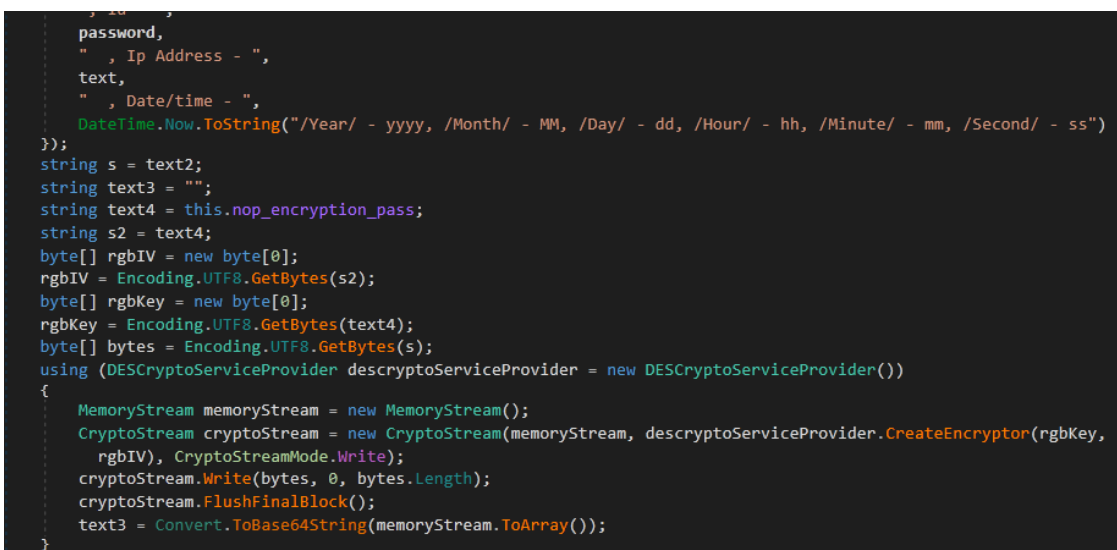 password,
"  , Ip Address - ",
text,
"  , Date/time - ",
DateTime.Now.ToString("/Year/ - yyyy, /Month/ - MM, /Day/ - dd, /Hour/ - hh, /Minute/ - mm, /Second/ - ss")
});
string s = text2;
string text3 = "";
string text4 = this.nop_encryption_pass;
string s2 = text4;
byte[] rgbIV = new byte[0];
rgbIV = Encoding.UTF8.GetBytes(s2);
byte[] rgbKey = new byte[0];
rgbKey = Encoding.UTF8.GetBytes(text4);
byte[] bytes = Encoding.UTF8.GetBytes(s);
using (DESCryptoServiceProvider descryptoServiceProvider = new DESCryptoServiceProvider())
{
MemoryStream memoryStream = new MemoryStream();
CryptoStream cryptoStream = new CryptoStream(memoryStream, descryptoServiceProvider.CreateEncryptor(rgbKey,
rgbIV), CryptoStreamMode.Write);
cryptoStream.Write(bytes, 0, bytes.Length);
cryptoStream.FlushFinalBlock();
text3 = Convert.ToBase64String(memoryStream.ToArray());
}